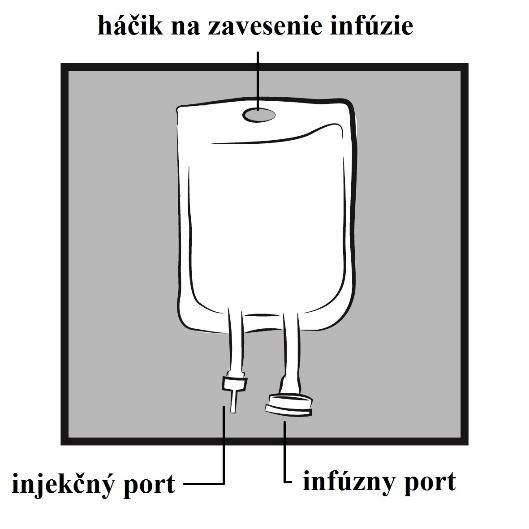 háčik na zavesenie infúzie
injekčný port
infúzny port